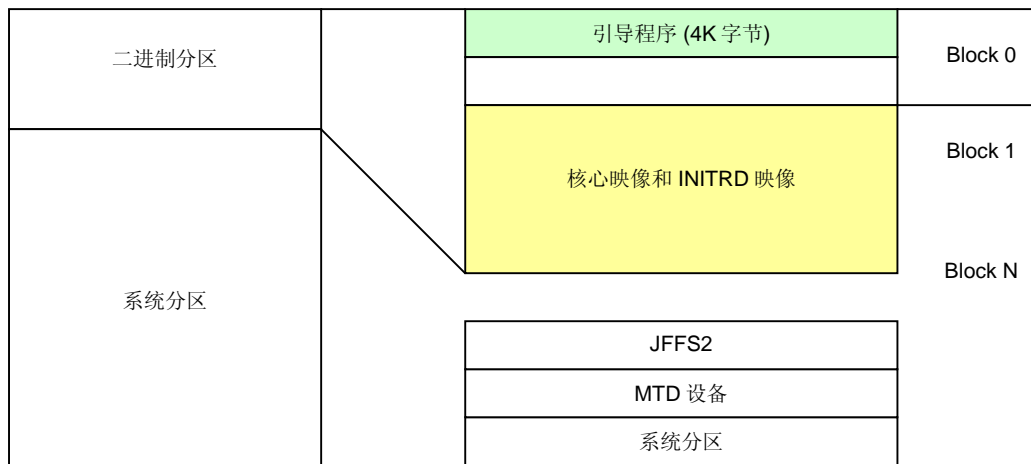 二进制分区
系统分区
引导程序 (4K 字节)
核心映像和 INITRD 映像
Block 0
Block 1
Block N
JFFS2
MTD 设备
系统分区